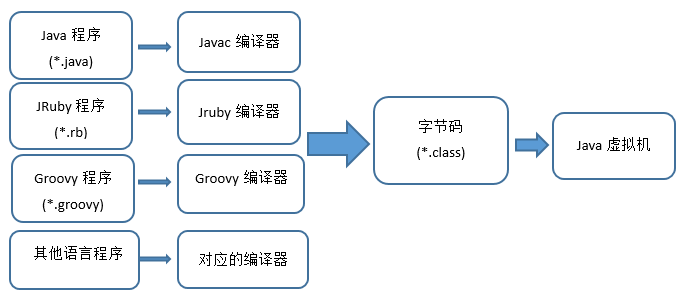 Java 程序
(*.java)
Javac 编译器
JRuby 程序
(*.rb)
Jruby 编译器
Groovy 程序
(*.groovy)
Groovy 编译器
其他语言程序
对应的编译器
字节码
(*.class)
Java 虚拟机